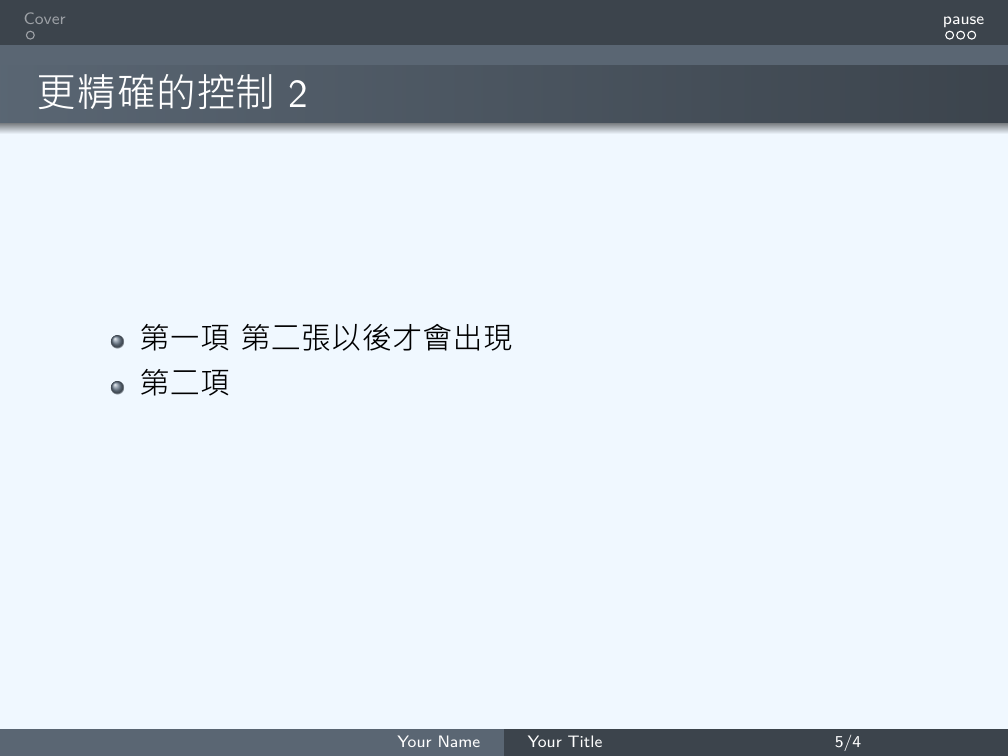 Cover
pause
更精確的控制 2
第一項 第二張以後才會出現
第二項
Your Name
Your Title
5/4